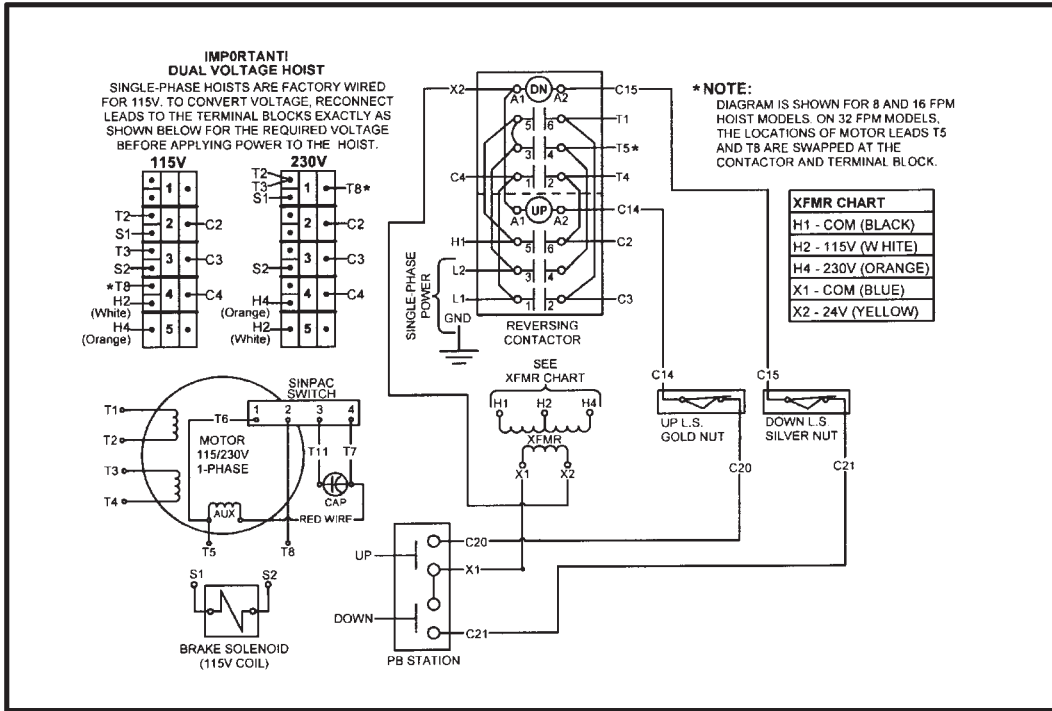 IMPORTANT!
DUAL VOLTAGE HOIST
SINGLE-PHASE HOISTS ARE FACTORY WIRED
FOR 115V. TO CONVERT VOLTAGE, RECONNECT
LEADS TO THE TERMINAL BLOCKS EXACTLY AS
SHOWN BELOW FOR THE REQUIRED VOLTAGE
BEFORE APPLYING POWER TO THE HOIST.
115V
1
T2
2
C2
S1
T3
3
C3
S2
*T8
4
C4
H2
(White)
H4
5
(Orange)
230V
T2
T3
1
T8*
S1
2
C2
3
C3
S2
H4
4
C4
(Orange)
H2
5
(White)
X2
A1
DN
A2
C15
5
6
T1
3
4
T5*
C4
1
2
T4
A1
UP
A2
C14
H1
5
6
C2
L2
3
4
L1
1
2
C3
GND
SINGLE-PHASE
POWER
REVERSING
CONTACTOR
*NOTE:
DIAGRAM IS SHOWN FOR 8 AND 16 FPM
HOIST MODELS. ON 32 FPM MODELS,
THE LOCATIONS OF MOTOR LEADS T5
AND T8 ARE SWAPPED AT THE
CONTACTOR AND TERMINAL BLOCK.
XFMR CHART
H1 - COM (BLACK)
H2 - 115V (WHITE)
H4 - 230V (ORANGE)
X1 - COM (BLUE)
X2 - 24V (YELLOW)
SEE
XFMR CHART
H1
H2
H4
XFMR
X1
X2
C14
UP L.S.
GOLD NUT
C20
C15
DOWN L.S.
SILVER NUT
C21
SINPAC
SWITCH
1 2 3 4
T1
T2
T3
T4
T6
MOTOR
115/230V
1-PHASE
T11
T7
CAP
AUX
RED WIRE
T5
T8
S1
S2
BRAKE SOLENOID
(115V COIL)
UP
C20
X1
DOWN
C21
PB STATION